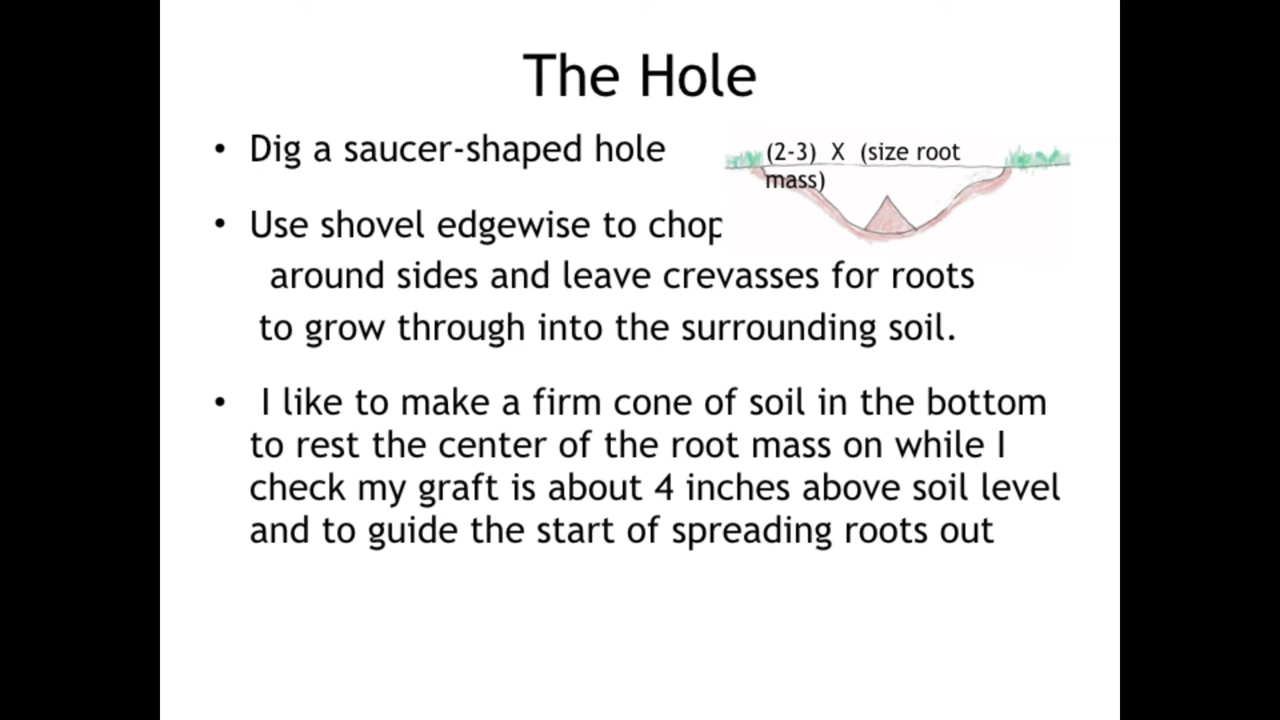 The Hole
• Dig a saucer-shaped hole
(2-3) X (size root
mass)
• Use shovel edgewise to chop
around sides and leave crevasses for roots
to grow through into the surrounding soil.
• I like to make a firm cone of soil in the bottom
to rest the center of the root mass on while I
check my graft is about 4 inches above soil level
and to guide the start of spreading roots out